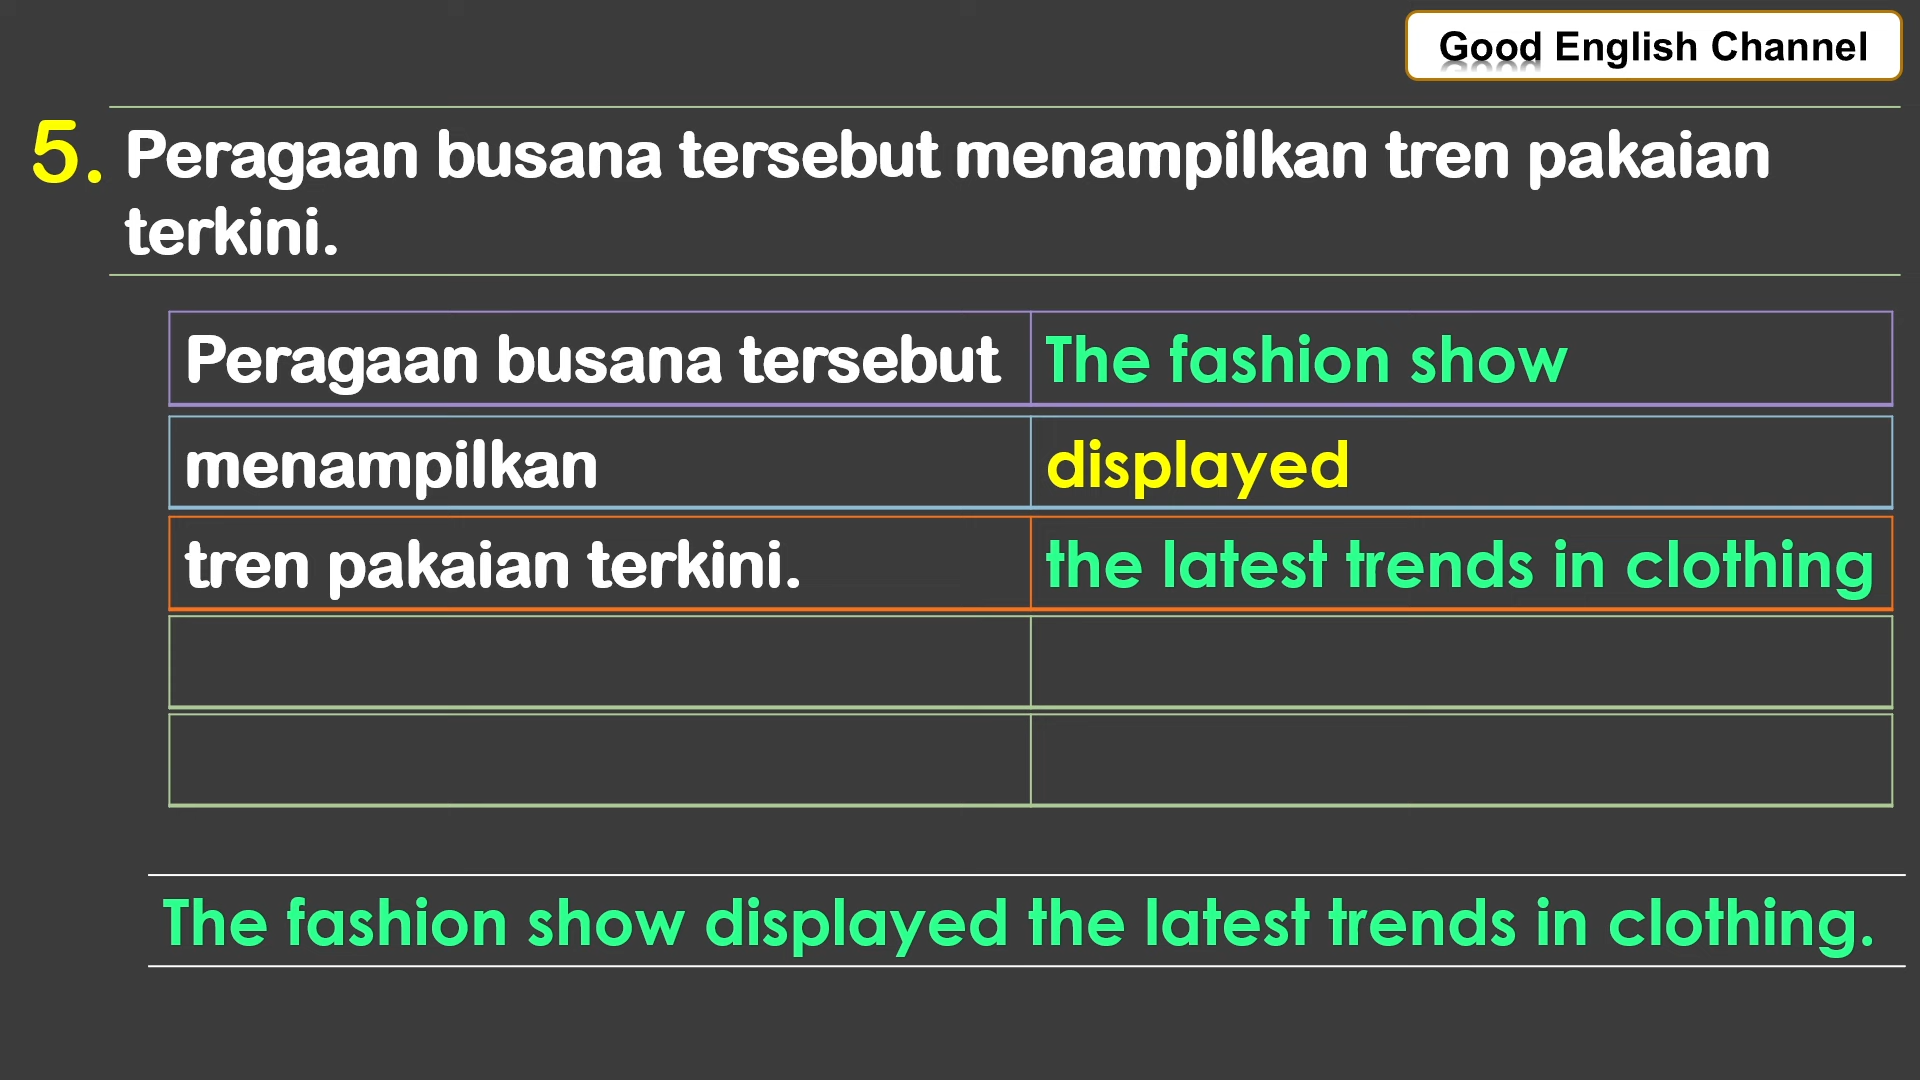 Good English Channel
5. Peragaan busana tersebut menampilkan tren pakaian
terkini.
Peragaan busana tersebut The fashion show
menampilkan displayed
tren pakaian terkini. the latest trends in clothing
The fashion show displayed the latest trends in clothing.